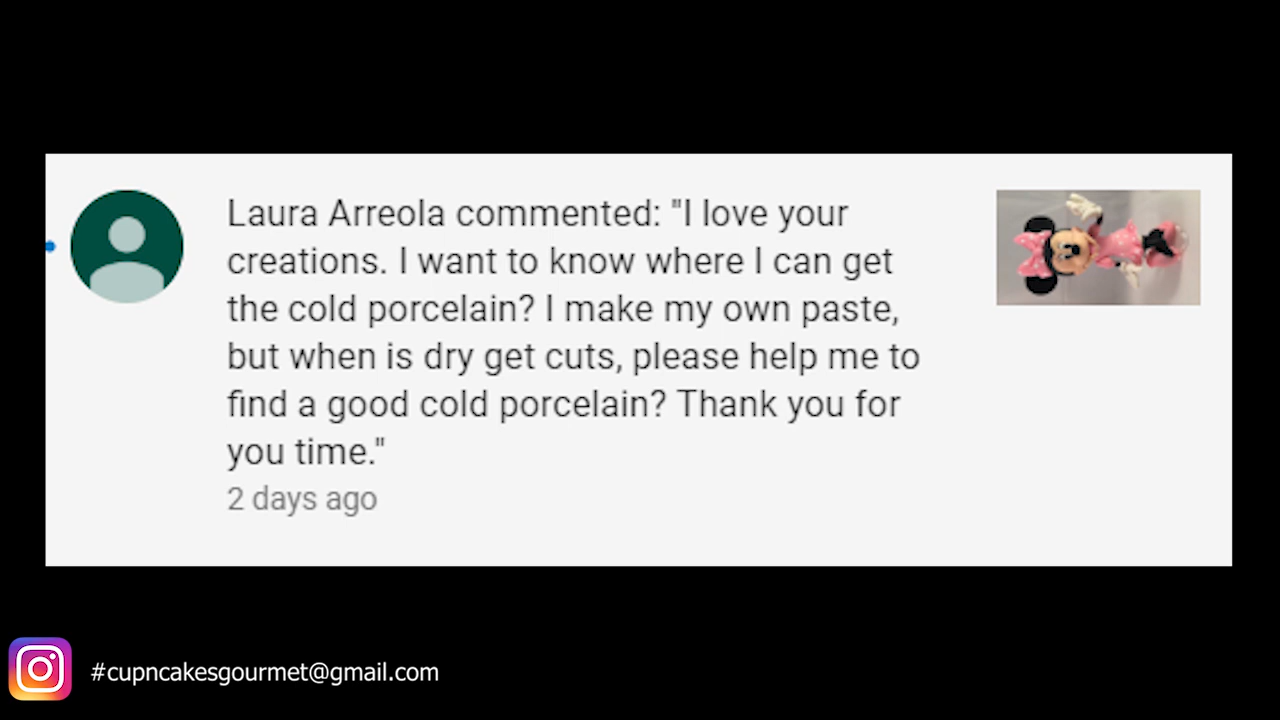 Laura Arreola commented: "I love your
creations. I want to know where I can get
the cold porcelain? I make my own paste,
but when is dry get cuts, please help me to
find a good cold porcelain? Thank you for
you time."
2 days ago
#cupncakesgourmet@gmail.com